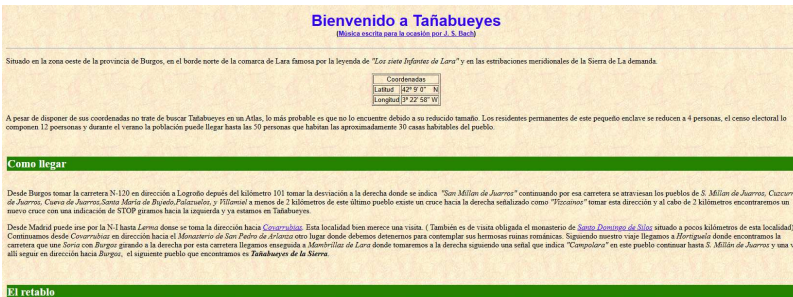 Bienvenido a Tañabueyes
(Música escrita para la ocasión por J. S. Bach)
Situado en la zona oeste de la provincia de Burgos, en el borde norte de la comarca de Lara famosa por la leyenda de "Los siete Infantes de Lara" y en las estribaciones meridionales de la Sierra de La demanda.
Coordenadas
Latitud 42º 9' 0" N
Longitud 3º 22' 58" W
A pesar de disponer de sus coordenadas no trate de buscar Tañabueyes en un Atlas, lo más probable es que no lo encuentre debido a su reducido tamaño. Los residentes permanentes de este pequeño enclave se reducen a 4 personas, el censo electoral lo
componen 12 poersonas y durante el verano la población puede llegar hasta las 50 personas que habitan las aproximadamente 30 casas habitables del pueblo.
Como llegar
Desde Burgos tomar la carretera N-120 en dirección a Logroño depués del kilómetro 101 tomar la desviación a la derecha donde se indica "San Millan de Juarros" continuando por esa carretera se atraviesan los pueblos de S. Millan de Juarros, Cuzcurr
de Juarros, Cueva de Juarros,Santa María de Bujedo,Palazuelos, y Villamiel a menos de 2 kilómetros de este último pueblo existe un cruce hacia la derecha señalizado como "Vizcainas" tomar esta dirección y al cabo de 2 kilómetros encontraremos un
nuevo cruce con una indicación de STOP giramos hacia la izquierda y ya estamos en Tañabueyes.
Desde Madrid puede irse por la N-I hasta Lerma donse se toma la dirección hacia Covarrubias. Esta localidad bien merece una visita. ( También es de visita obligada el monasterio de Santo Domingo de Silos situado a pocos kilómetros de esta localidad)
Continuamos desde Covarrubias en dirección hacia el Monasterio de San Pedro de Arlanza otro lugar donde debemos detenernos para contemplar sus hermosas ruinas románicas. Siguiendo nuestro viaje llegamos a Hortiguela donde encontramos la
carretera que une Soria con Burgos girando a la derecha por esta carretera llegamos enseguida a Mambrillas de Lara donde tomaremos a la derecha siguiendo una señal que indica "Campolara" en este pueblo continuar hasta S. Millán de Juarros y una v
allí seguir en dirección hacia Burgos, el siguiente pueblo que encontramos es Tañabueyes de la Sierra.
El retablo